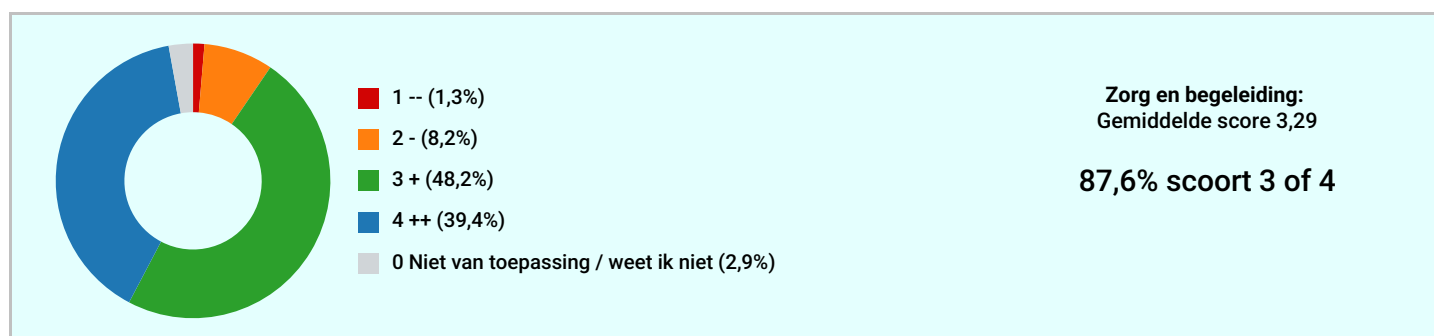 1 -- (1,3%)
2 - (8,2%)
3 + (48,2%)
4 ++ (39,4%)
0 Niet van toepassing / weet ik niet (2,9%)
Zorg en begeleiding:
Gemiddelde score 3,29
87,6% scoort 3 of 4